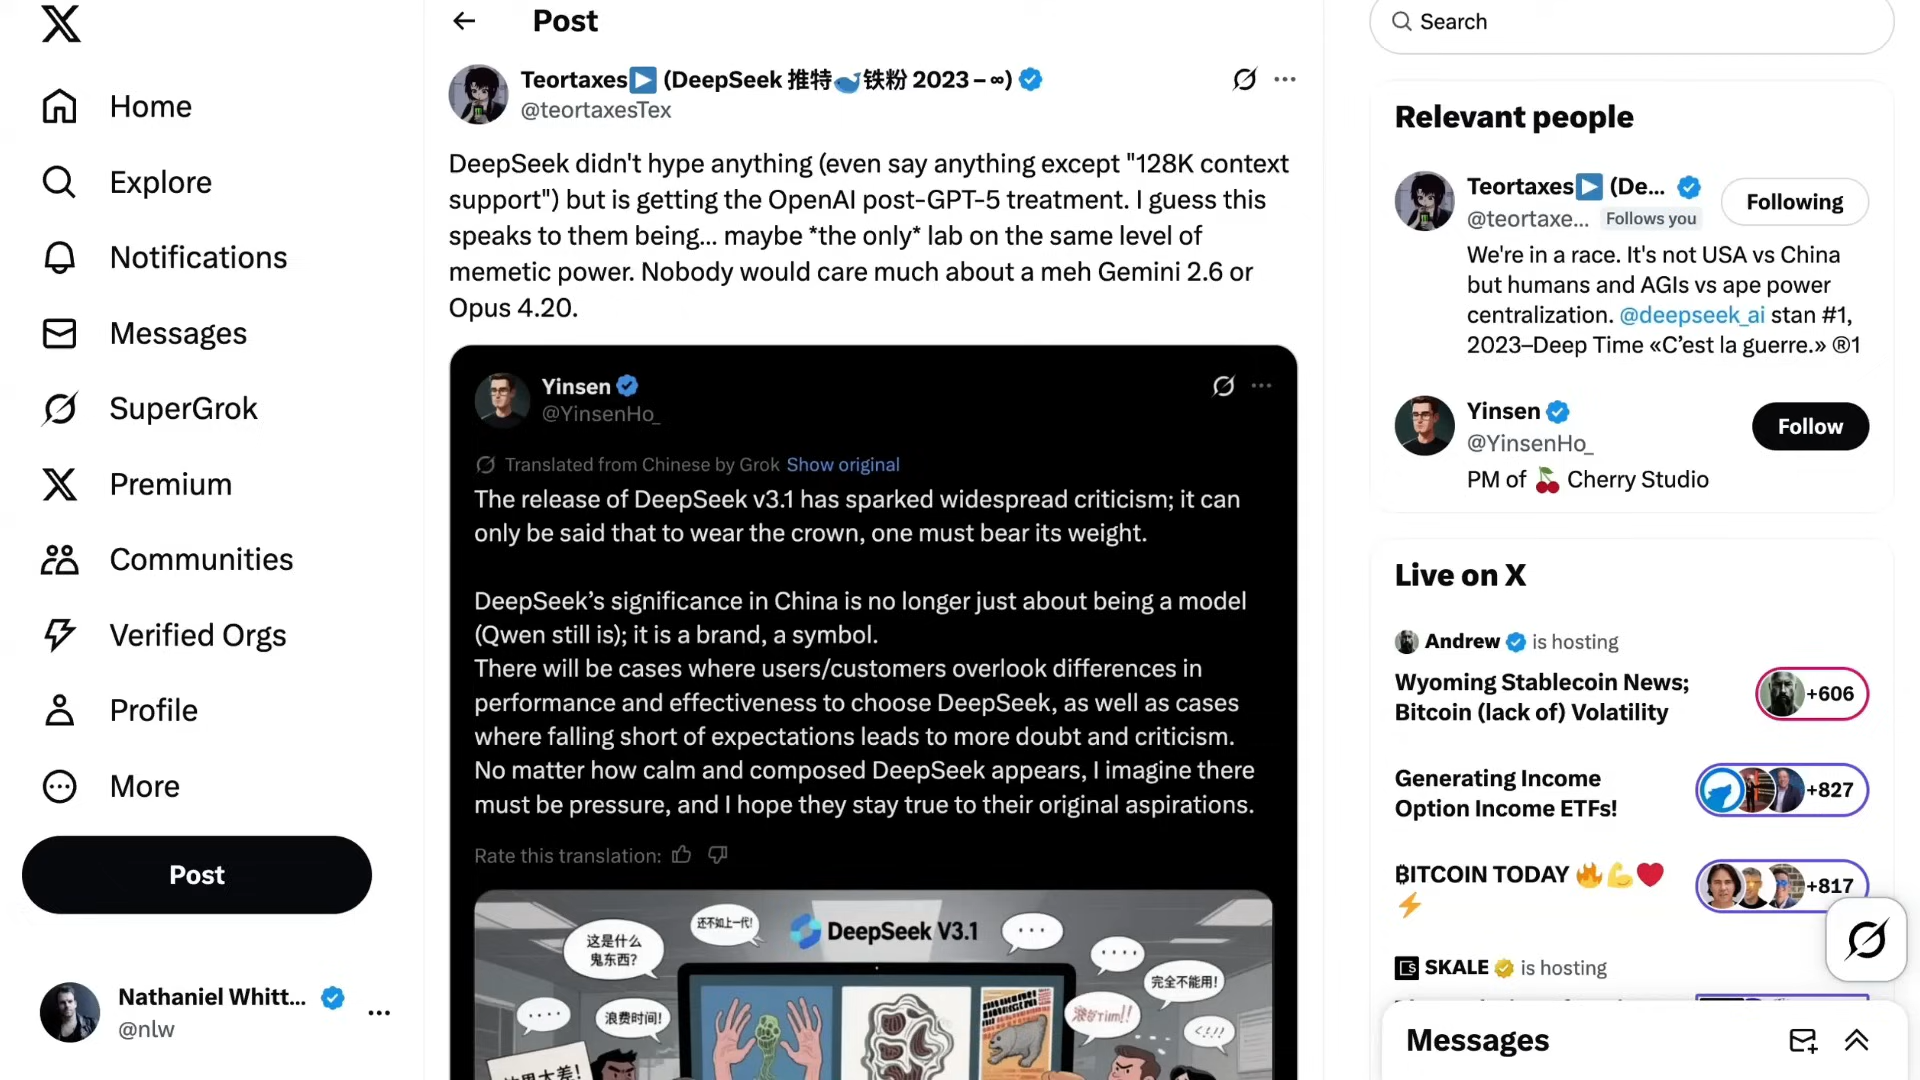 Home
Explore
Notifications
Messages
SuperGrok
Premium
Communities
Verified Orgs
Profile
More
Post
Nathaniel Whitt...
@nlw
Post
Teortaxes▶️ (DeepSeek 推特🐋铁粉 2023 – ∞)
@teortaxesTex
DeepSeek didn't hype anything (even say anything except "128K context
support") but is getting the OpenAI post-GPT-5 treatment. I guess this
speaks to them being... maybe *the only* lab on the same level of
memetic power. Nobody would care much about a meh Gemini 2.6 or
Opus 4.20.
Yinsen
@YinsenHo_
Translated from Chinese by Grok Show original
The release of DeepSeek v3.1 has sparked widespread criticism; it can
only be said that to wear the crown, one must bear its weight.
DeepSeek’s significance in China is no longer just about being a model
(Qwen still is); it is a brand, a symbol.
There will be cases where users/customers overlook differences in
performance and effectiveness to choose DeepSeek, as well as cases
where falling short of expectations leads to more doubt and criticism.
No matter how calm and composed DeepSeek appears, I imagine there
must be pressure, and I hope they stay true to their original aspirations.
Rate this translation:
还不如上一代!
DeepSeek V3.1
这是什么
鬼东西?
完全不能用!
浪费时间!
Search
Relevant people
Teortaxes▶️ (De...
@teortaxe... Follows you
Following
We're in a race. It's not USA vs China
but humans and AGIs vs ape power
centralization. @deepseek_ai stan #1,
2023–Deep Time «C’est la guerre.» ®1
Yinsen
@YinsenHo_
Follow
PM of 🍒 Cherry Studio
Live on X
Andrew is hosting
Wyoming Stablecoin News;
Bitcoin (lack of) Volatility
+606
Generating Income
Option Income ETFs!
+827
₿ITCOIN TODAY 🔥💪❤️
⚡
+817
SKALE is hosting
Messages